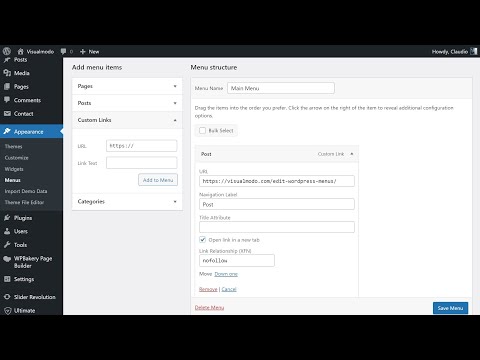 Visualmodo 0 + New Howdy, Claudio
Posts
Media
Pages
Comments
Contact
Appearance
Themes
Customize
Widgets
Menus
Import Demo Data
Theme File Editor
Plugins
Users
Tools
WPBakery Page
Builder
Settings
Slider Revolution
Ultimate
Add menu items
Pages
Posts
Custom Links
URL https://
Link Text
Add to Menu
Categories
Menu structure
Menu Name Main Menu
Drag the items into the order you prefer. Click the arrow on the right of the item to reveal additional configuration
options.
Bulk Select
Post Custom Link
URL
https://visualmodo.com/edit-wordpress-menus/
Navigation Label
Post
Title Attribute
Open link in a new tab
Link Relationship (XFN)
nofollow
Move Down one
Remove | Cancel
Delete Menu Save Menu